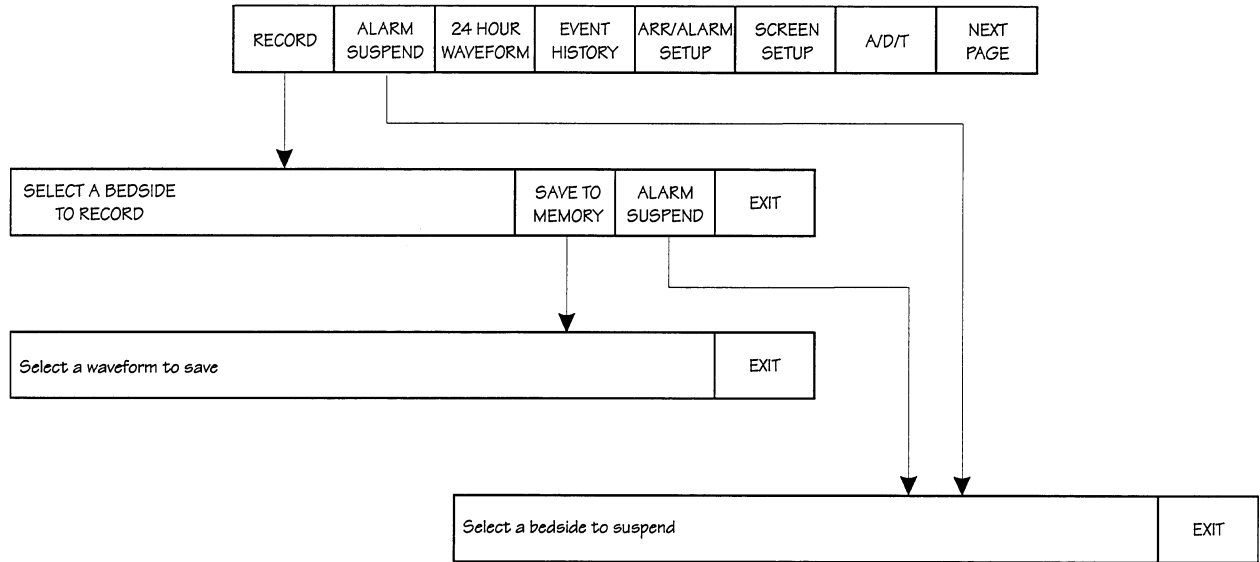 RECORD
ALARM
SUSPEND
24 HOUR
WAVEFORM
EVENT
HISTORY
ARR/ALARM
SETUP
SCREEN
SETUP
A/D/T
NEXT
PAGE
SELECT A BEDSIDE
TO RECORD
SAVE TO
MEMORY
ALARM
SUSPEND
EXIT
Select a waveform to save
EXIT
Select a bedside to suspend
EXIT